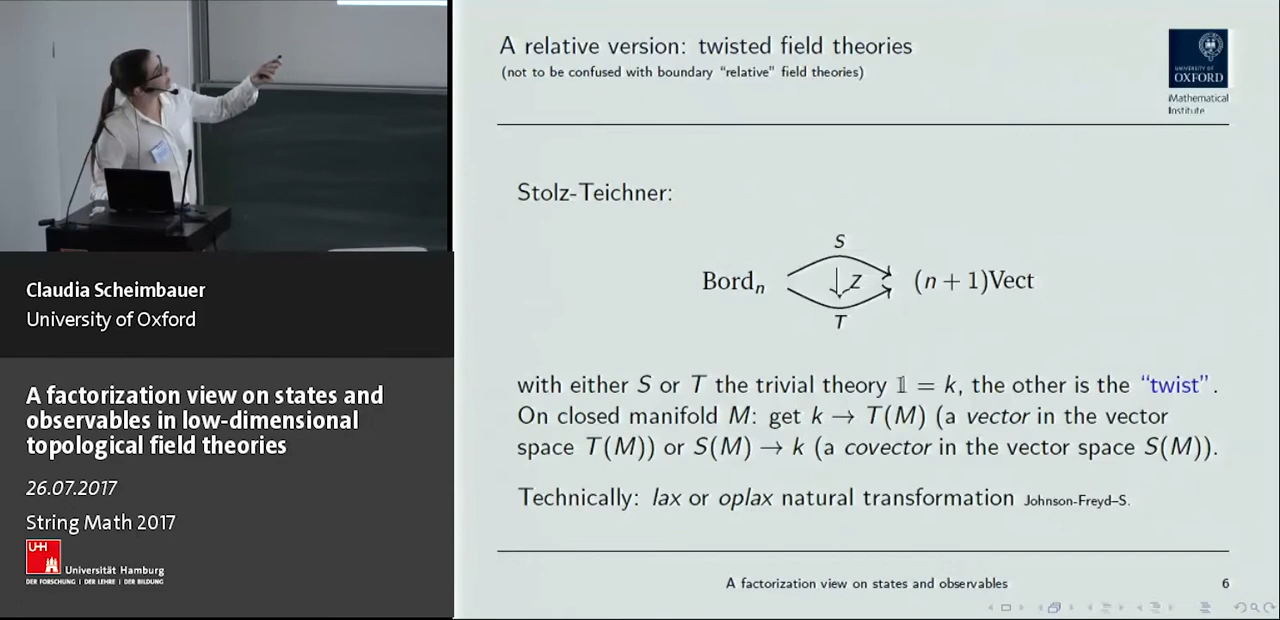 A relative version: twisted field theories
(not to be confused with boundary "relative" field theories)
UNIVERSITY OF
OXFORD
Mathematical
Institute
Stolz-Teichner:
S
Bordₙ
Z
(n + 1)Vect
T
with either S or T the trivial theory 𝟙 = k, the other is the "twist".
On closed manifold M: get k → T(M) (a vector in the vector
space T(M)) or S(M) → k (a covector in the vector space S(M)).
Technically: lax or oplax natural transformation Johnson-Freyd–S.
A factorization view on states and observables
6
Claudia Scheimbauer
University of Oxford
A factorization view on states and
observables in low-dimensional
topological field theories
26.07.2017
String Math 2017
UH
Universität Hamburg
DER FORSCHUNG | DER LEHRE | DER BILDUNG